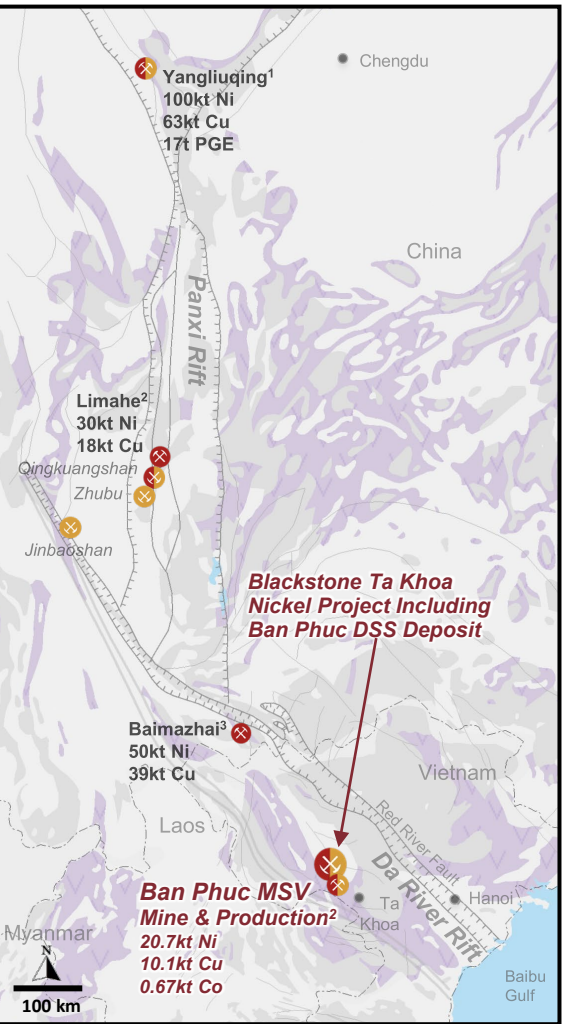 Yangliuqing1
100kt Ni
63kt Cu
17t PGE
Chengdu
China
Panxi Rift
Limahe2
30kt Ni
18kt Cu
Qingkuangshan
Zhubu
Jinbaoshan
Blackstone Ta Khoa
Nickel Project Including
Ban Phuc DSS Deposit
Baimazhai3
50kt Ni
39kt Cu
Vietnam
Laos
Red River Fault
Da River Rift
Ban Phuc MSV
Mine & Production2
20.7kt Ni
10.1kt Cu
0.67kt Co
Ta
Khoa
Hanoi
Myanmar
N
100 km
Baibu
Gulf